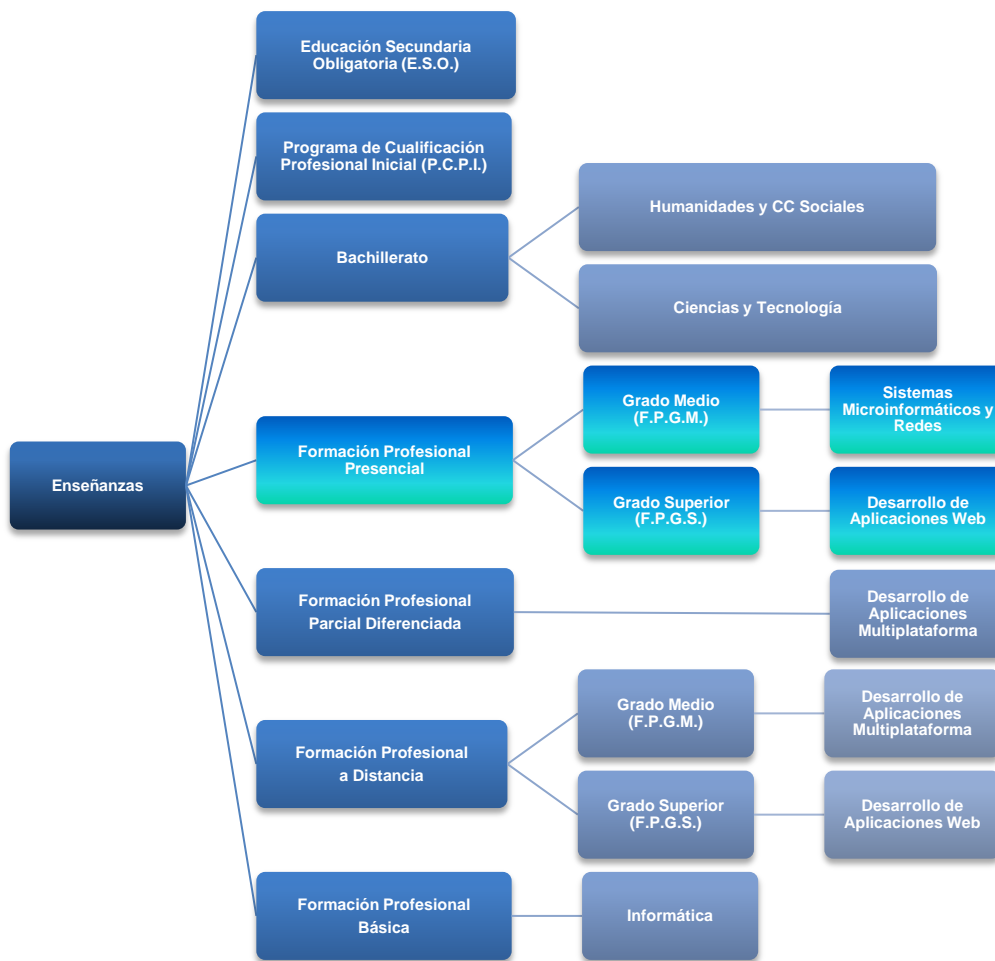 Enseñanzas
Educación Secundaria
Obligatoria (E.S.O.)
Programa de Cualificación
Profesional Inicial (P.C.P.I.)
Bachillerato
Humanidades y CC Sociales
Ciencias y Tecnología
Formación Profesional
Presencial
Grado Medio
(F.P.G.M.)
Sistemas
Microinformáticos y
Redes
Grado Superior
(F.P.G.S.)
Desarrollo de
Aplicaciones Web
Formación Profesional
Parcial Diferenciada
Desarrollo de
Aplicaciones
Multiplataforma
Formación Profesional
a Distancia
Grado Medio
(F.P.G.M.)
Desarrollo de
Aplicaciones
Multiplataforma
Grado Superior
(F.P.G.S.)
Desarrollo de
Aplicaciones Web
Formación Profesional
Básica
Informática